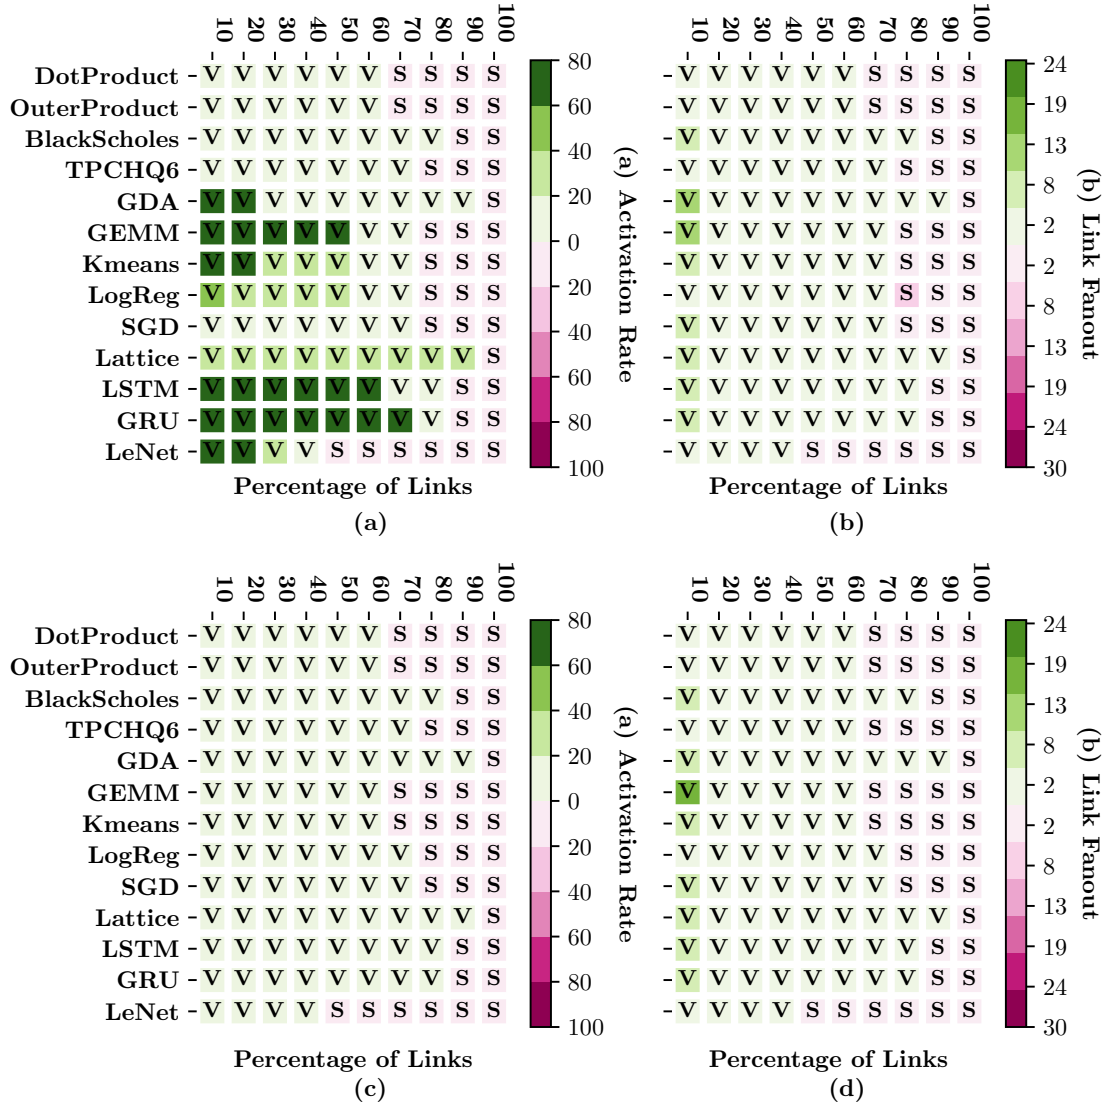 10 20 30 40 50 60 70 80 90 100
DotProduct V V V V V V S S S S
OuterProduct V V V V V V S S S S
BlackScholes V V V V V V V V S S
TPCHQ6 V V V V V V V S S S
GDA V V V V V V V V V S
GEMM V V V V V V V S S S
Kmeans V V V V V V V S S S
LogReg V V V V V V V S S S
SGD V V V V V V V S S S
Lattice V V V V V V V V V S
LSTM V V V V V V V V S S
GRU V V V V V V V V S S
LeNet V V V V S S S S S S
Percentage of Links
(a)
80
60
40
20
0
20
40
60
80
100
(a) Activation Rate
10 20 30 40 50 60 70 80 90 100
V V V V V V S S S S
V V V V V V S S S S
V V V V V V V V S S
V V V V V V V S S S
V V V V V V V V V S
V V V V V V V S S S
V V V V V V V S S S
V V V V V V V S S S
V V V V V V V S S S
V V V V V V V V V S
V V V V V V V V S S
V V V V V V V V S S
V V V V S S S S S S
Percentage of Links
(b)
24
19
13
8
2
2
8
13
19
24
30
(b) Link Fanout
10 20 30 40 50 60 70 80 90 100
DotProduct V V V V V V S S S S
OuterProduct V V V V V V S S S S
BlackScholes V V V V V V V V S S
TPCHQ6 V V V V V V V S S S
GDA V V V V V V V V V S
GEMM V V V V V V S S S S
Kmeans V V V V V V S S S S
LogReg V V V V V V V S S S
SGD V V V V V V V S S S
Lattice V V V V V V V V V S
LSTM V V V V V V V V S S
GRU V V V V V V V V S S
LeNet V V V V S S S S S S
Percentage of Links
(c)
80
60
40
20
0
20
40
60
80
100
(a) Activation Rate
10 20 30 40 50 60 70 80 90 100
V V V V V V S S S S
V V V V V V S S S S
V V V V V V V V S S
V V V V V V S S S S
V V V V V V V V V S
V V V V V V S S S S
V V V V V V S S S S
V V V V V V V S S S
V V V V V V V S S S
V V V V V V V V V S
V V V V V V V V S S
V V V V V V V V S S
V V V V S S S S S S
Percentage of Links
(d)
24
19
13
8
2
2
8
13
19
24
30
(b) Link Fanout